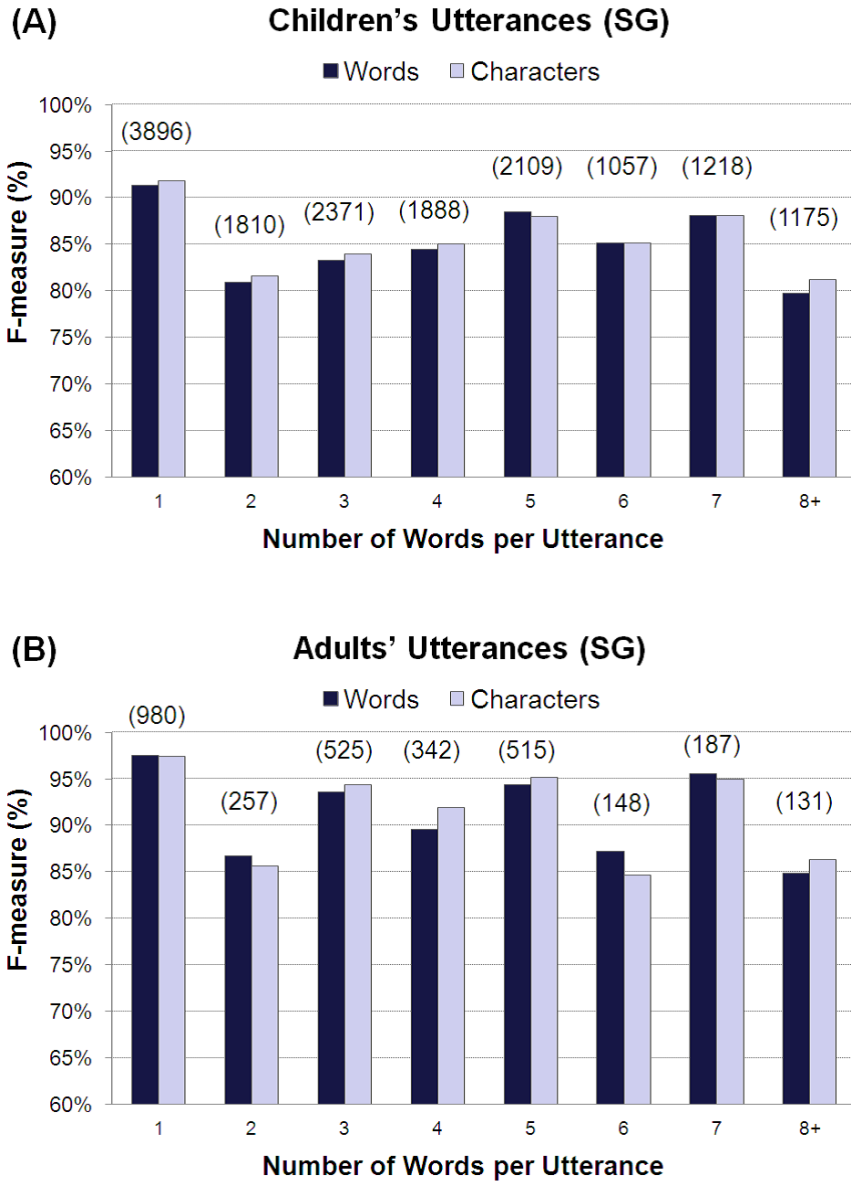 (A) Children's Utterances (SG)
Words Characters
100%
(3896)
95%
(2109) (1057) (1218)
90%
(1810) (2371) (1888) (1175)
85%
80%
75%
70%
65%
60%
F-measure (%)
1 2 3 4 5 6 7 8+
Number of Words per Utterance
(B) Adults' Utterances (SG)
Words Characters
(980)
100%
(525) (342) (515) (187)
95%
(257) (148) (131)
90%
85%
80%
75%
70%
65%
60%
F-measure (%)
1 2 3 4 5 6 7 8+
Number of Words per Utterance